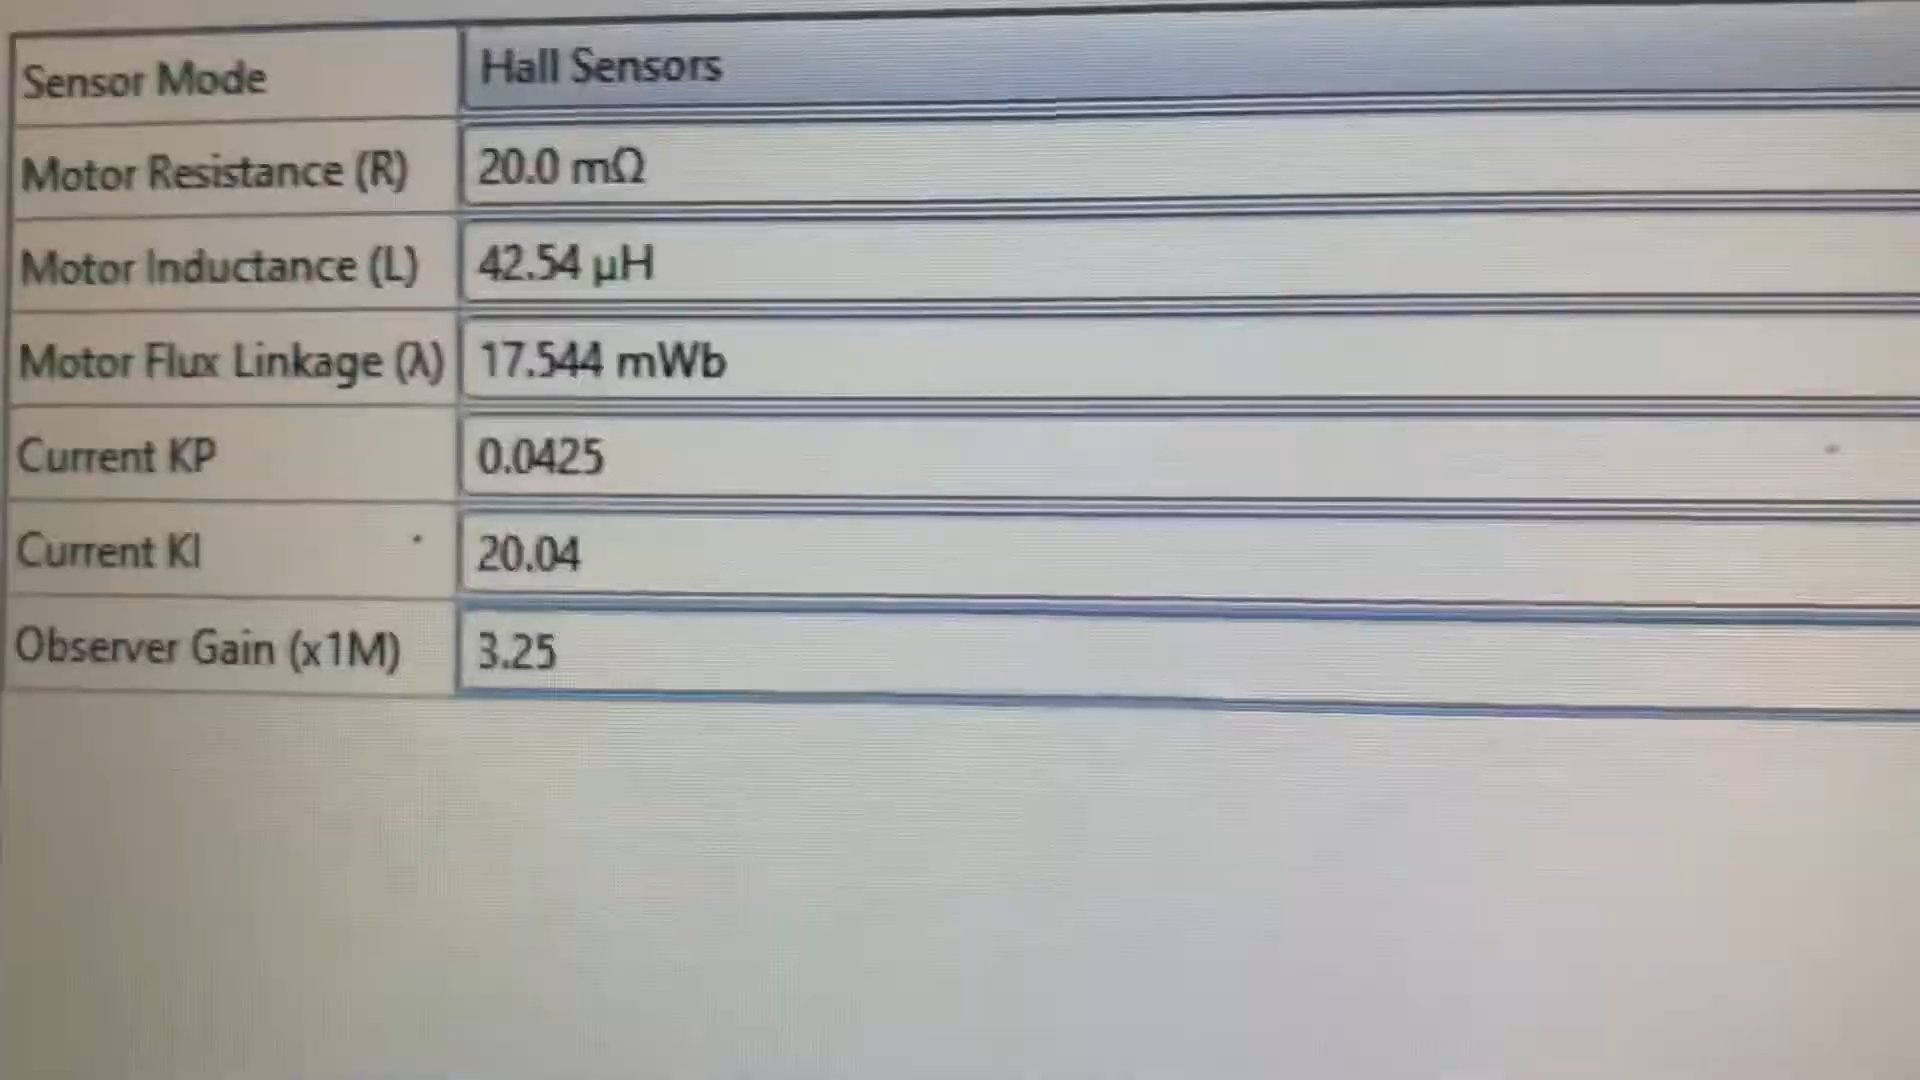 Sensor Mode Hall Sensors
Motor Resistance (R) 20.0 mΩ
Motor Inductance (L) 42.54 µH
Motor Flux Linkage (λ) 17.544 mWb
Current KP 0.0425
Current KI 20.04
Observer Gain (x1M) 3.25